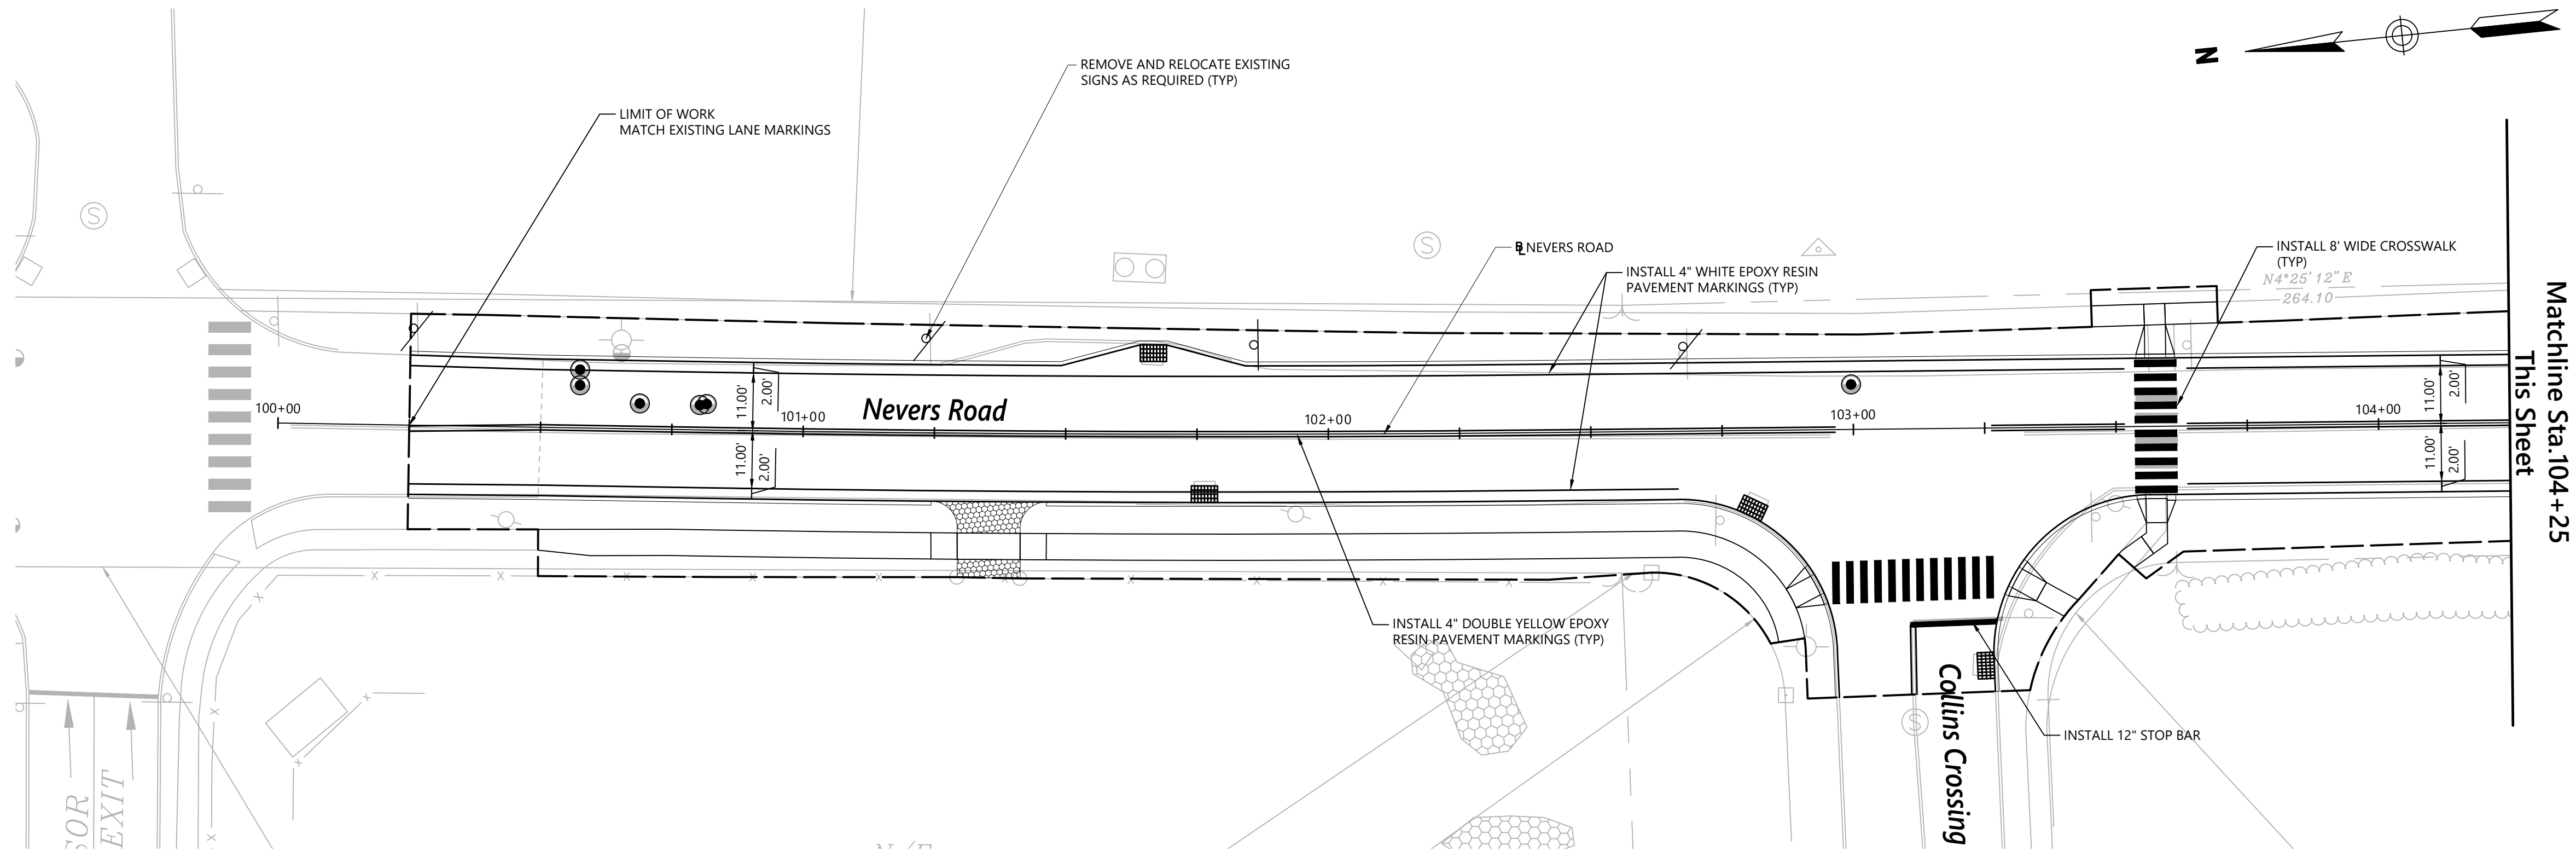 N
REMOVE AND RELOCATE EXISTING
SIGNS AS REQUIRED (TYP)
LIMIT OF WORK
MATCH EXISTING LANE MARKINGS
S
S
℄ NEVERS ROAD
INSTALL 4" WHITE EPOXY RESIN
PAVEMENT MARKINGS (TYP)
INSTALL 8' WIDE CROSSWALK
(TYP)
N4°25'12"E
264.10
Matchline Sta.104+25
This Sheet
100+00
11.00'
2.00'
101+00
Nevers Road
102+00
103+00
104+00
11.00'
2.00'
11.00'
2.00'
11.00'
2.00'
X X X X X X X X X X
INSTALL 4" DOUBLE YELLOW EPOXY
RESIN PAVEMENT MARKINGS (TYP)
S
Collins Crossing
INSTALL 12" STOP BAR
EXIT